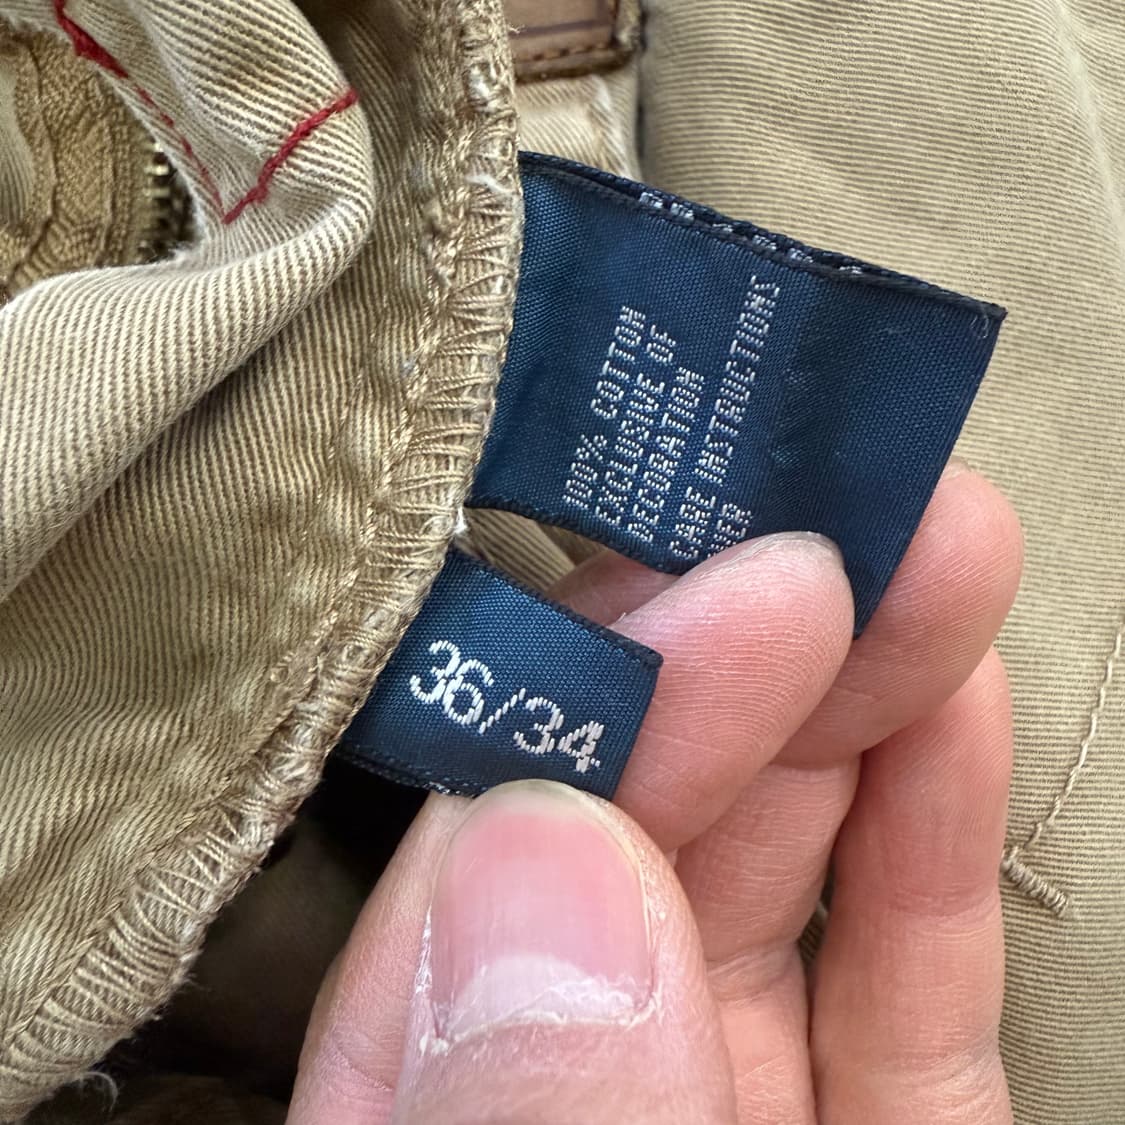 100% COTTON
EXCLUSIVE OF
DECORATION
CARE INSTRUCTIONS
36/34